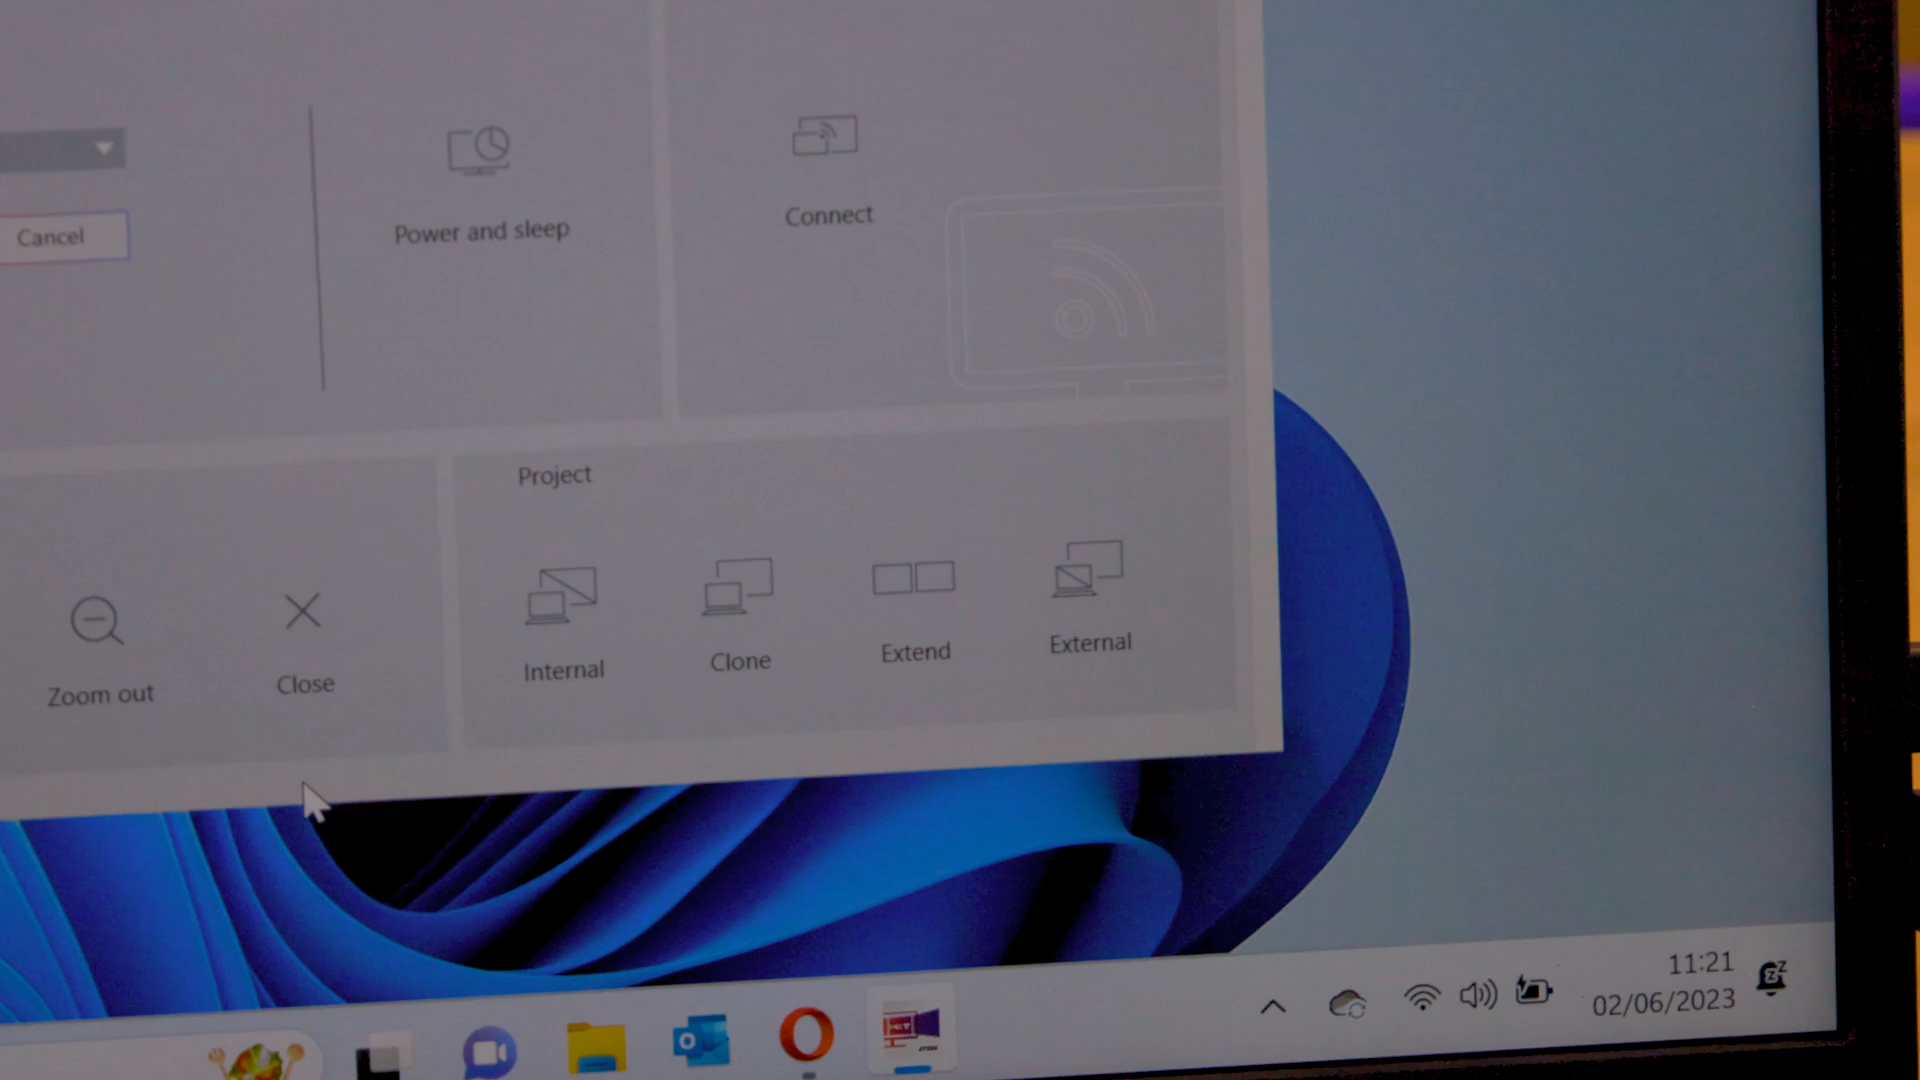 Cancel
Power and sleep
Connect
Project
Zoom out
Close
Internal
Clone
Extend
External
11:21
02/06/2023